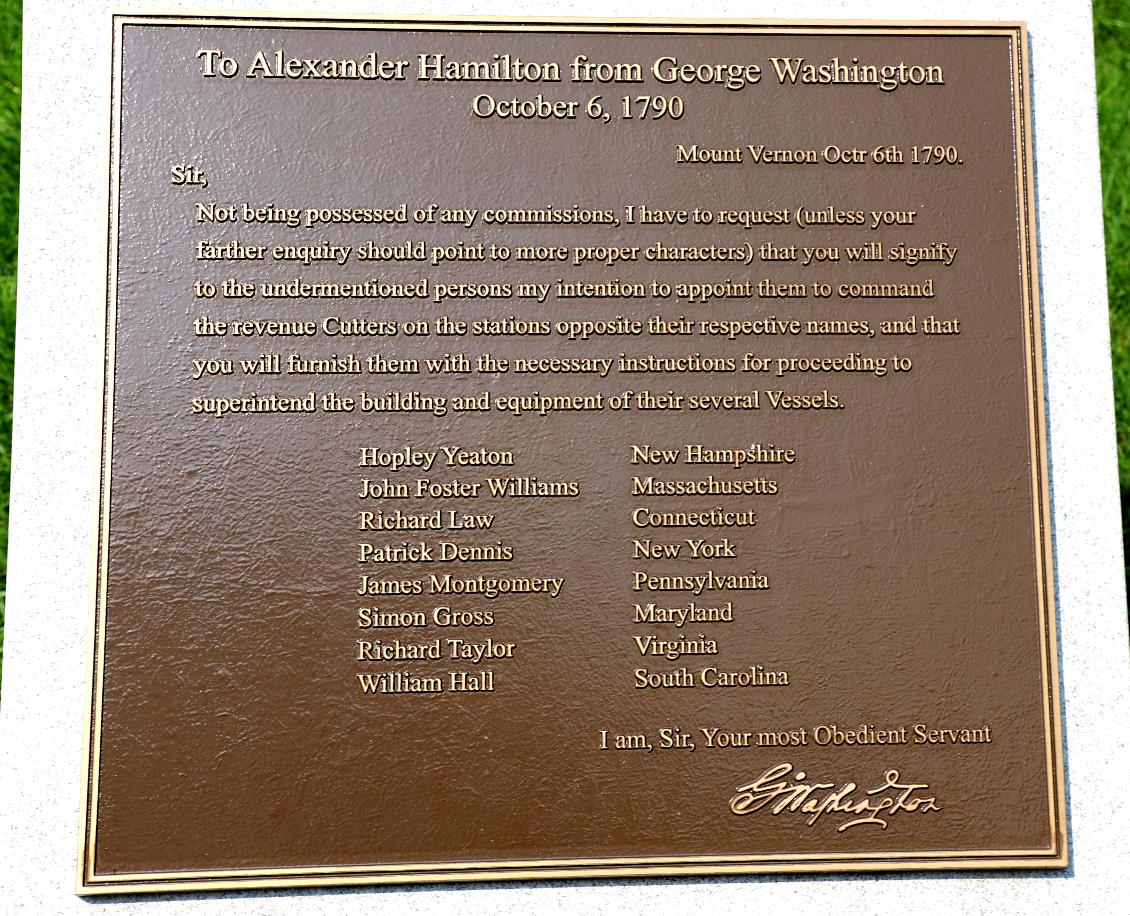 To Alexander Hamilton from George Washington
October 6, 1790
Mount Vernon Octr 6th 1790.
Sir,
Not being possessed of any commissions, I have to request (unless your
farther enquiry should point to more proper characters) that you will signify
to the undermentioned persons my intention to appoint them to command
the revenue Cutters on the stations opposite their respective names, and that
you will furnish them with the necessary instructions for proceeding to
superintend the building and equipment of their several Vessels.
Hopley Yeaton New Hampshire
John Foster Williams Massachusetts
Richard Law Connecticut
Patrick Dennis New York
James Montgomery Pennsylvania
Simon Gross Maryland
Richard Taylor Virginia
William Hall South Carolina
I am, Sir, Your most Obedient Servant
G Washington